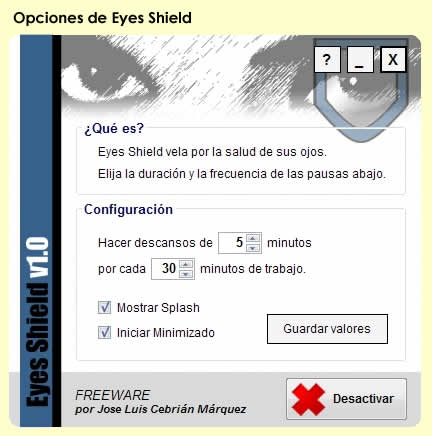 Opciones de Eyes Shield
? _ X
¿Qué es?
Eyes Shield vela por la salud de sus ojos.
Elija la duración y la frecuencia de las pausas abajo.
Configuración
Hacer descansos de 5 minutos
por cada 30 minutos de trabajo.
Mostrar Splash
Iniciar Minimizado
Guardar valores
Eyes Shield v1.0
FREEWARE
por Jose Luis Cebrián Márquez
Desactivar